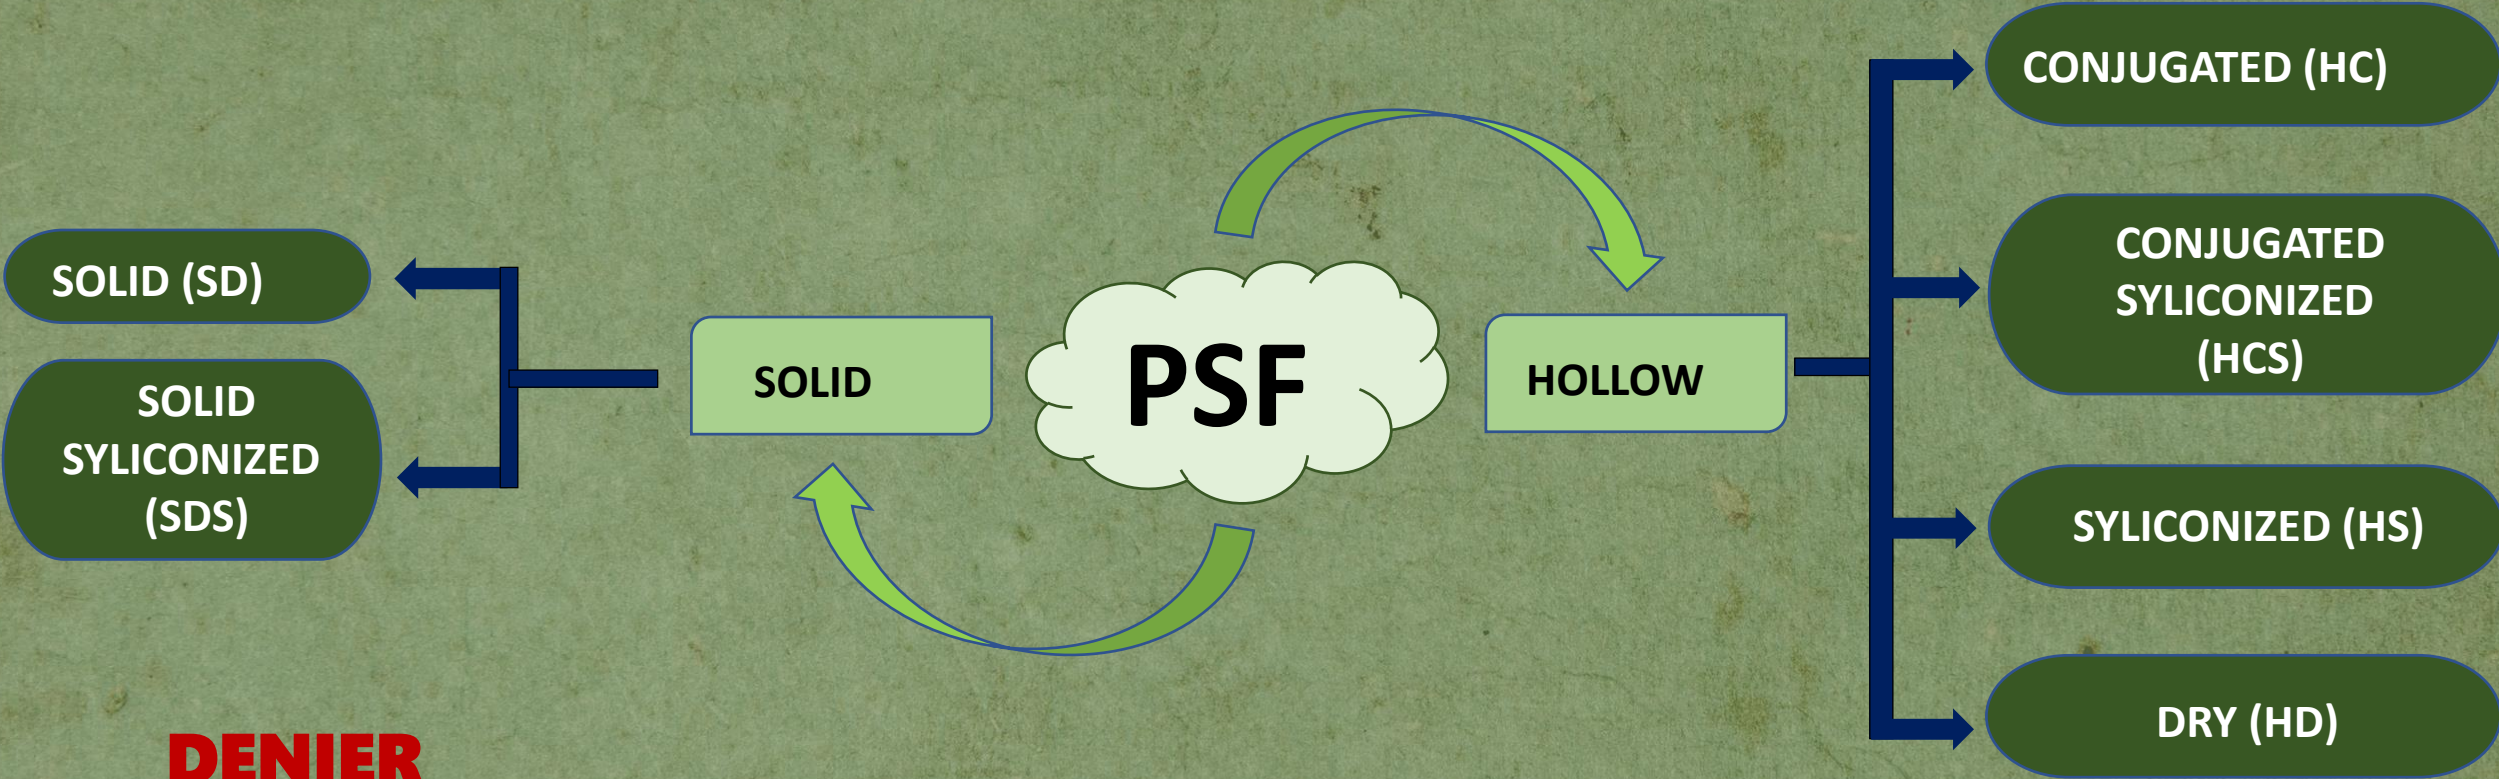 SOLID (SD)
SOLID
SYLICONIZED
(SDS)
SOLID
PSF
HOLLOW
CONJUGATED (HC)
CONJUGATED
SYLICONIZED
(HCS)
SYLICONIZED (HS)
DRY (HD)
DENIER